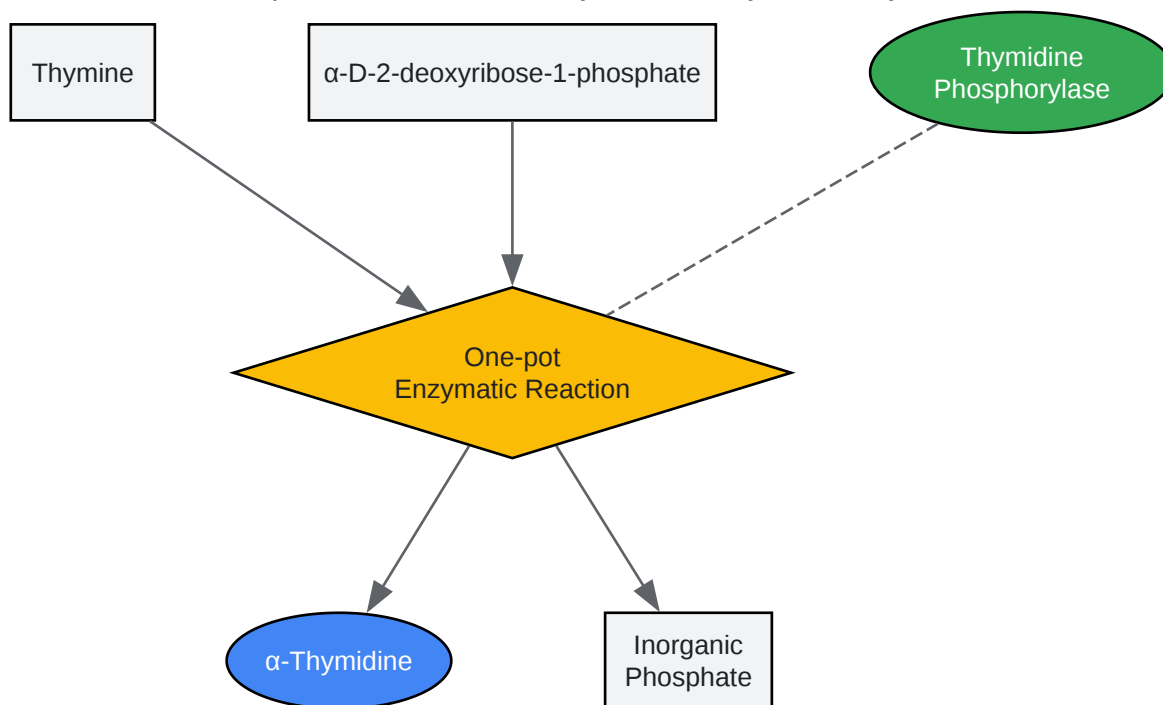 Thymine
α-D-2-deoxyribose-1-phosphate
Thymidine
Phosphorylase
One-pot
Enzymatic Reaction
α-Thymidine
Inorganic
Phosphate